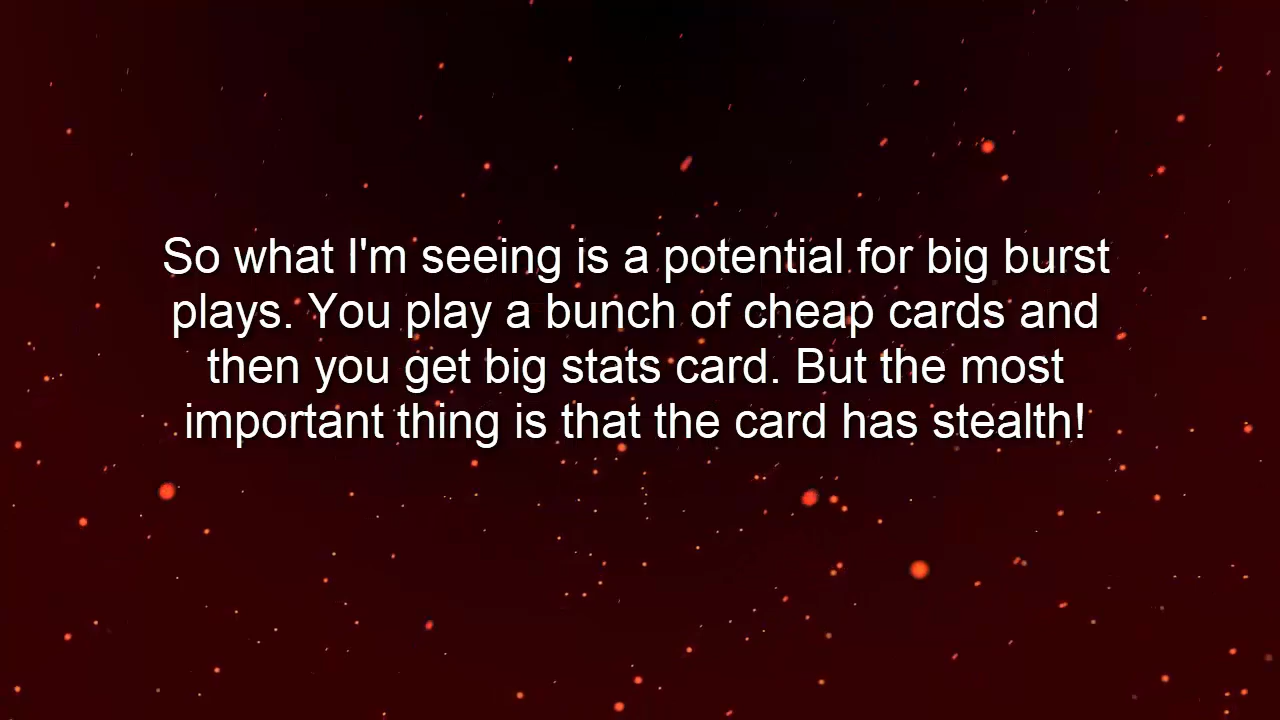 So what I'm seeing is a potential for big burst
plays. You play a bunch of cheap cards and
then you get big stats card. But the most
important thing is that the card has stealth!